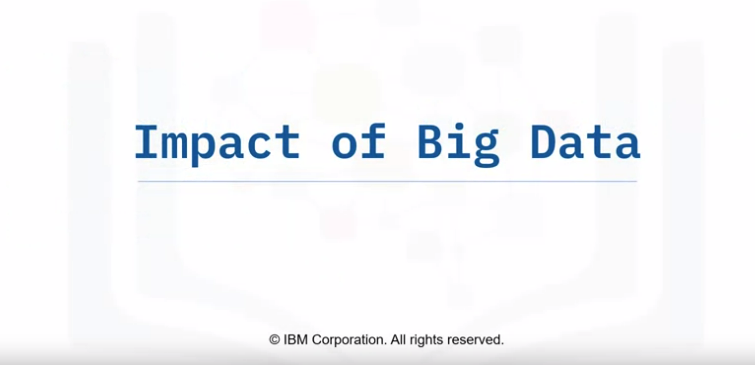 Impact of Big Data
© IBM Corporation. All rights reserved.